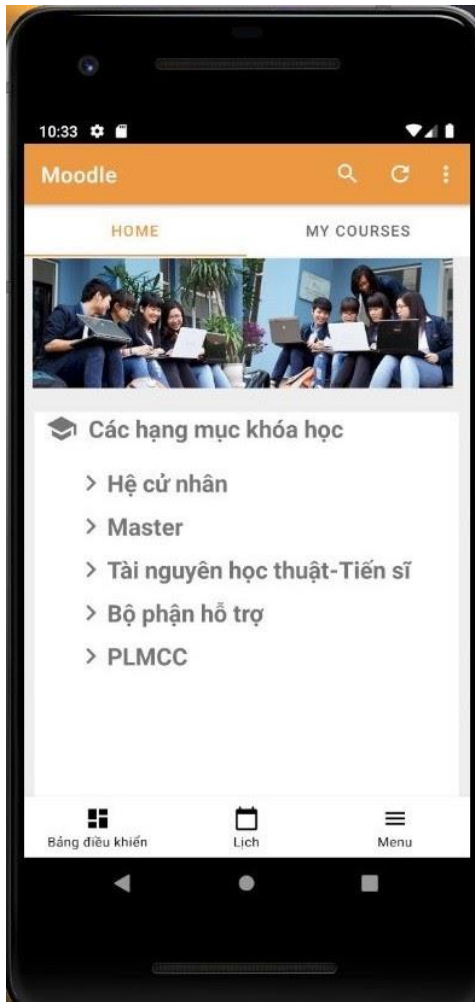 10:33
Moodle
HOME
MY COURSES
Các hạng mục khóa học
Hệ cử nhân
Master
Tài nguyên học thuật-Tiến sĩ
Bộ phận hỗ trợ
PLMCC
Bảng điều khiển
Lịch
Menu